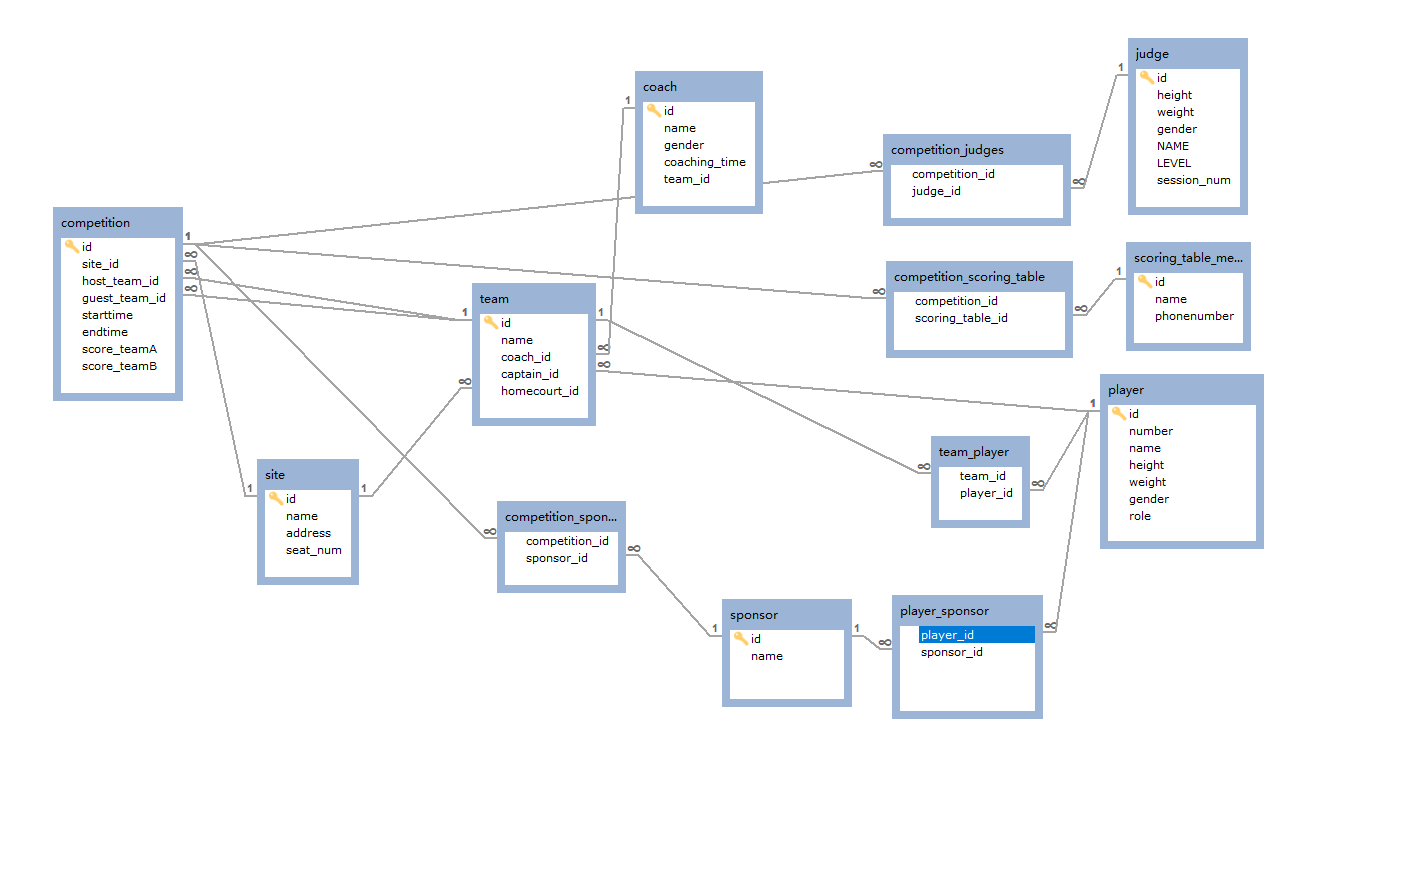 judge
id
height
weight
gender
NAME
LEVEL
session_num
1
coach
id
name
gender
coaching_time
team_id
1
competition_judges
competition_id
judge_id
∞
∞
competition
id
site_id
host_team_id
guest_team_id
starttime
endtime
score_teamA
score_teamB
1
∞
∞
∞
scoring_table_me...
id
name
phonenumber
1
competition_scoring_table
competition_id
scoring_table_id
∞
∞
team
id
name
coach_id
captain_id
homecourt_id
1
1
∞
∞
∞
player
id
number
name
height
weight
gender
role
1
team_player
team_id
player_id
∞
∞
site
id
name
address
seat_num
1
1
competition_spon...
competition_id
sponsor_id
∞
∞
sponsor
id
name
1
1
player_sponsor
player_id
sponsor_id
∞
∞